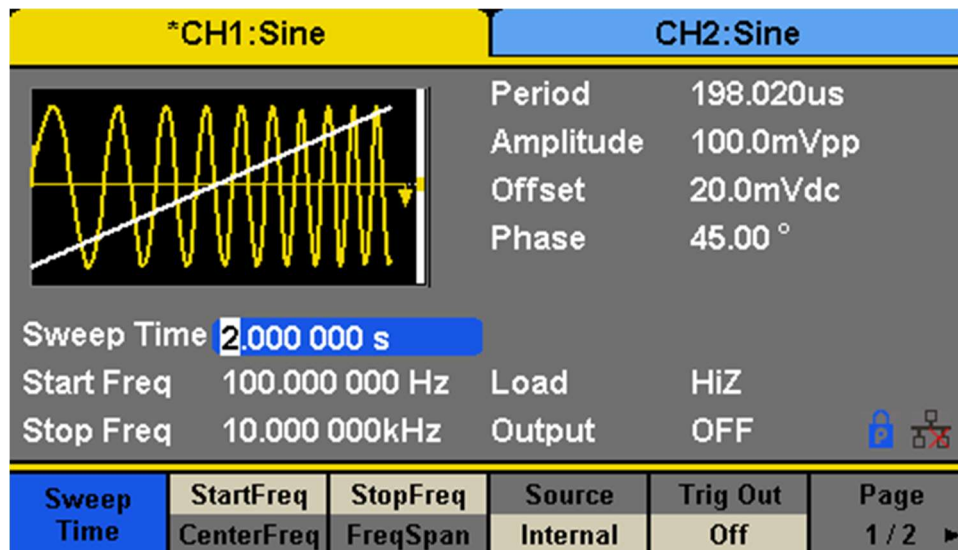 *CH1:Sine
CH2:Sine
Period 198.020us
Amplitude 100.0mVpp
Offset 20.0mVdc
Phase 45.00 °
Sweep Time 2.000 000 s
Start Freq 100.000 000 Hz Load HiZ
Stop Freq 10.000 000kHz Output OFF
P
Sweep Time
StartFreq
CenterFreq
StopFreq
FreqSpan
Source
Internal
Trig Out
Off
Page
1 / 2 ►